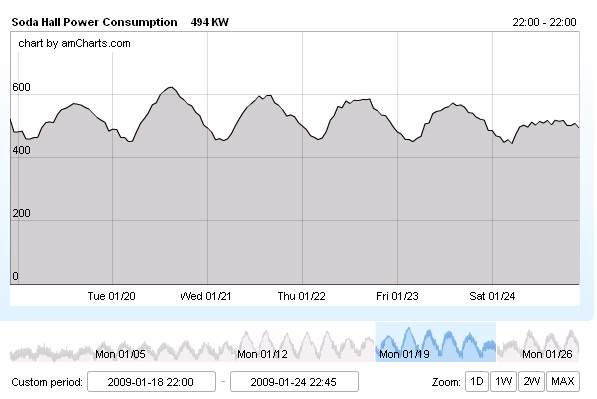 Soda Hall Power Consumption 494 KW 22:00 - 22:00
chart by amCharts.com
600
400
200
0
Tue 01/20 Wed 01/21 Thu 01/22 Fri 01/23 Sat 01/24
Mon 01/05 Mon 01/12 Mon 01/19 Mon 01/26
Custom period: 2009-01-18 22:00 - 2009-01-24 22:45 Zoom: 1D 1W 2W MAX